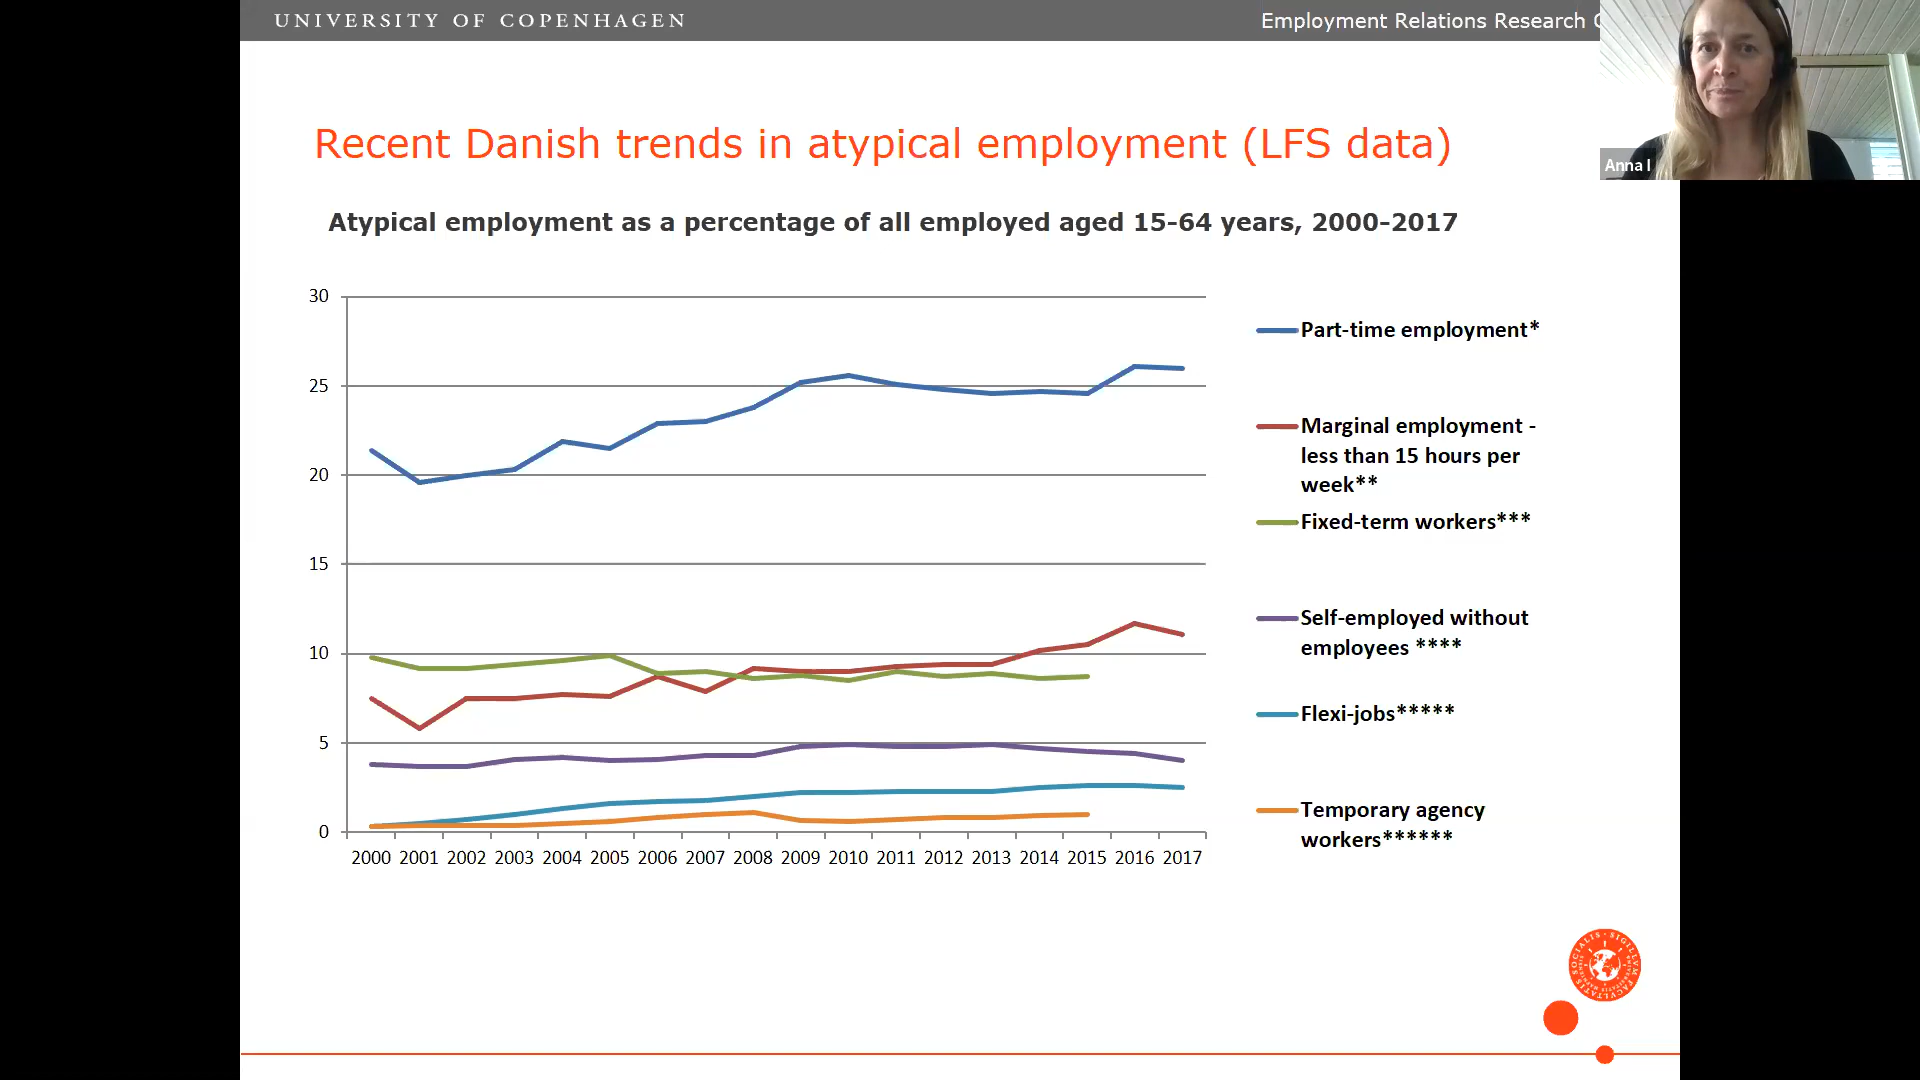 UNIVERSITY OF COPENHAGEN
Employment Relations Research
Anna I
Recent Danish trends in atypical employment (LFS data)
Atypical employment as a percentage of all employed aged 15-64 years, 2000-2017
30
25
20
15
10
5
0
2000 2001 2002 2003 2004 2005 2006 2007 2008 2009 2010 2011 2012 2013 2014 2015 2016 2017
Part-time employment*
Marginal employment -
less than 15 hours per
week**
Fixed-term workers***
Self-employed without
employees ****
Flexi-jobs*****
Temporary agency
workers******